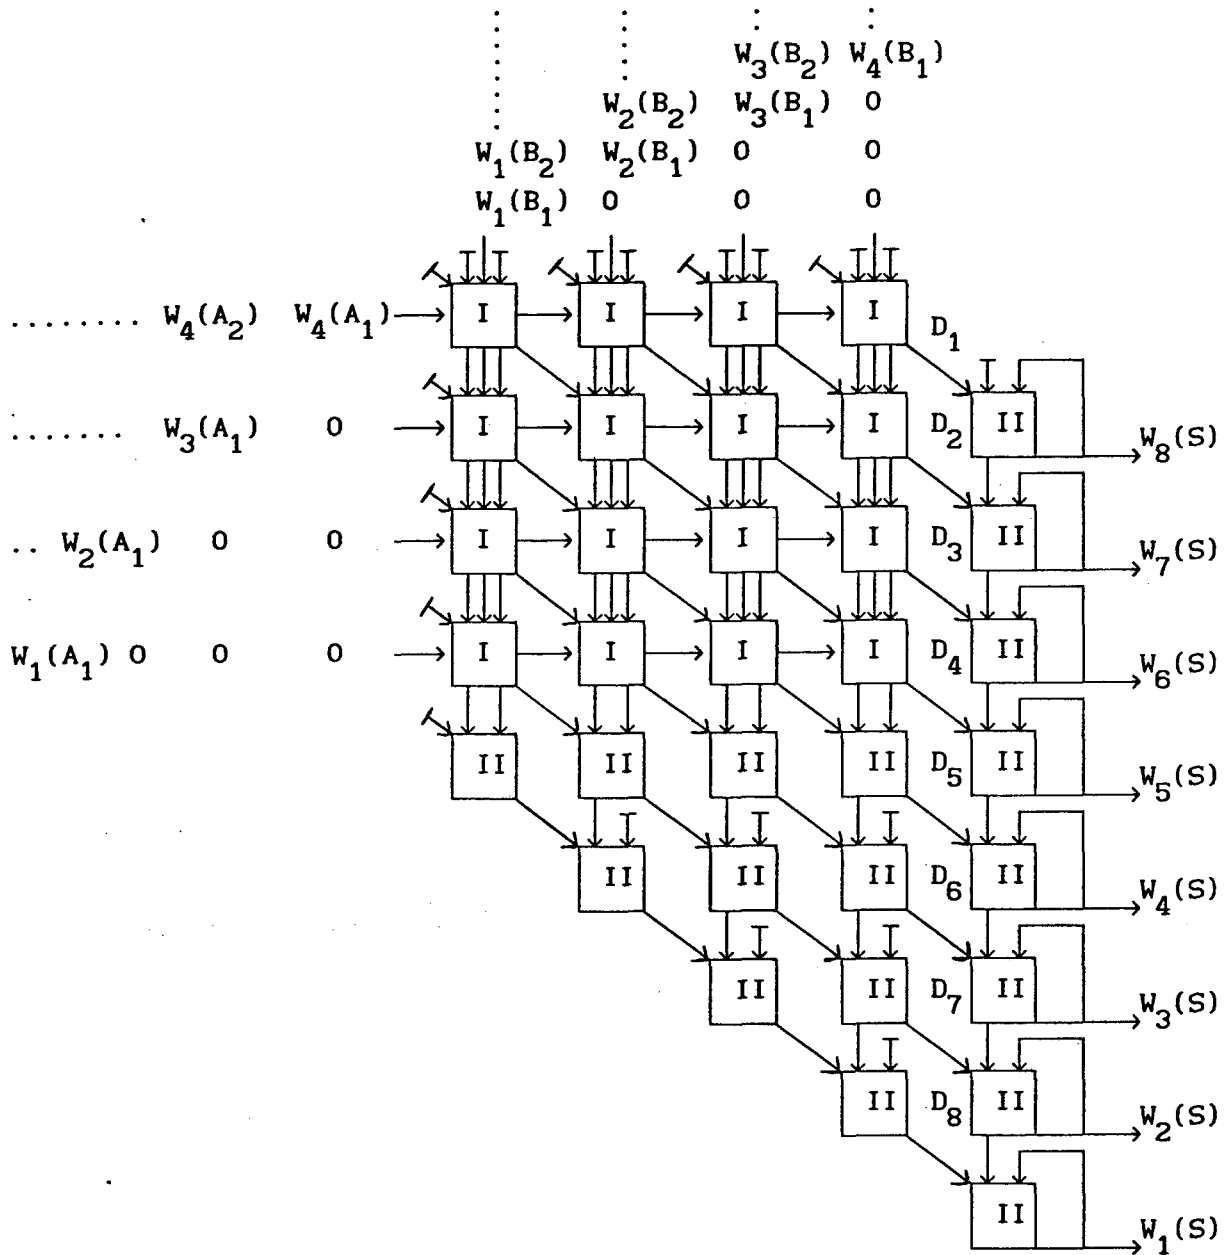 W3(B2) W4(B1)
W2(B2) W3(B1) 0
W1(B2) W2(B1) 0 0
W1(B1) 0 0 0
........ W4(A2) W4(A1) I I I I D1
....... W3(A1) 0 I I I I D2 II W8(S)
.. W2(A1) 0 0 I I I I D3 II W7(S)
W1(A1) 0 0 0 I I I I D4 II W6(S)
II II II II D5 II W5(S)
II II II D6 II W4(S)
II II D7 II W3(S)
II D8 II W2(S)
II W1(S)